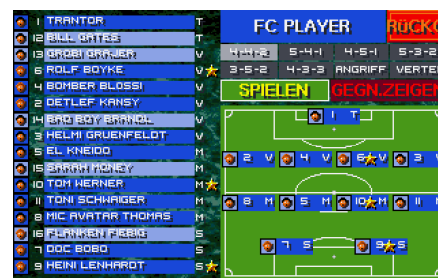 1 TRANTOR T
12 BILL GATES T
13 GROBI GRAJER V
6 ROLF BOYKE V
4 BOMBER BLOSSI V
2 DETLEF KANSY V
14 BAD BOY BRANDL V
3 HELMI GRUENFELDT V
5 EL KNEIDO M
15 SARAH MONEY M
10 TOM WERNER M
11 TONI SCHWAIGER M
8 MIC AVATAR THOMAS M
16 FLANKEN FIEBIG S
7 DOC BOBO S
9 HEINI LENHARDT S
FC PLAYER RÜCKC
4-4-2 5-4-1 4-5-1 5-3-2
3-5-2 4-3-3 ANGRIFF VERTE
SPIELEN GEGN.ZEIGEN
1 T
2 V 4 V 6 V 3
8 M 5 M 10 M 11
7 S 9 S